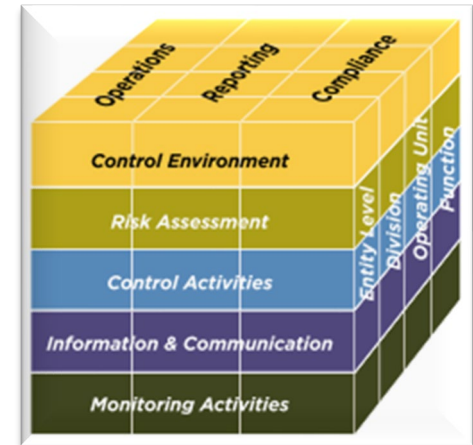 Operations
Reporting
Compliance
Control Environment
Risk Assessment
Control Activities
Information & Communication
Monitoring Activities
Entity Level
Division
Operating Unit
Function